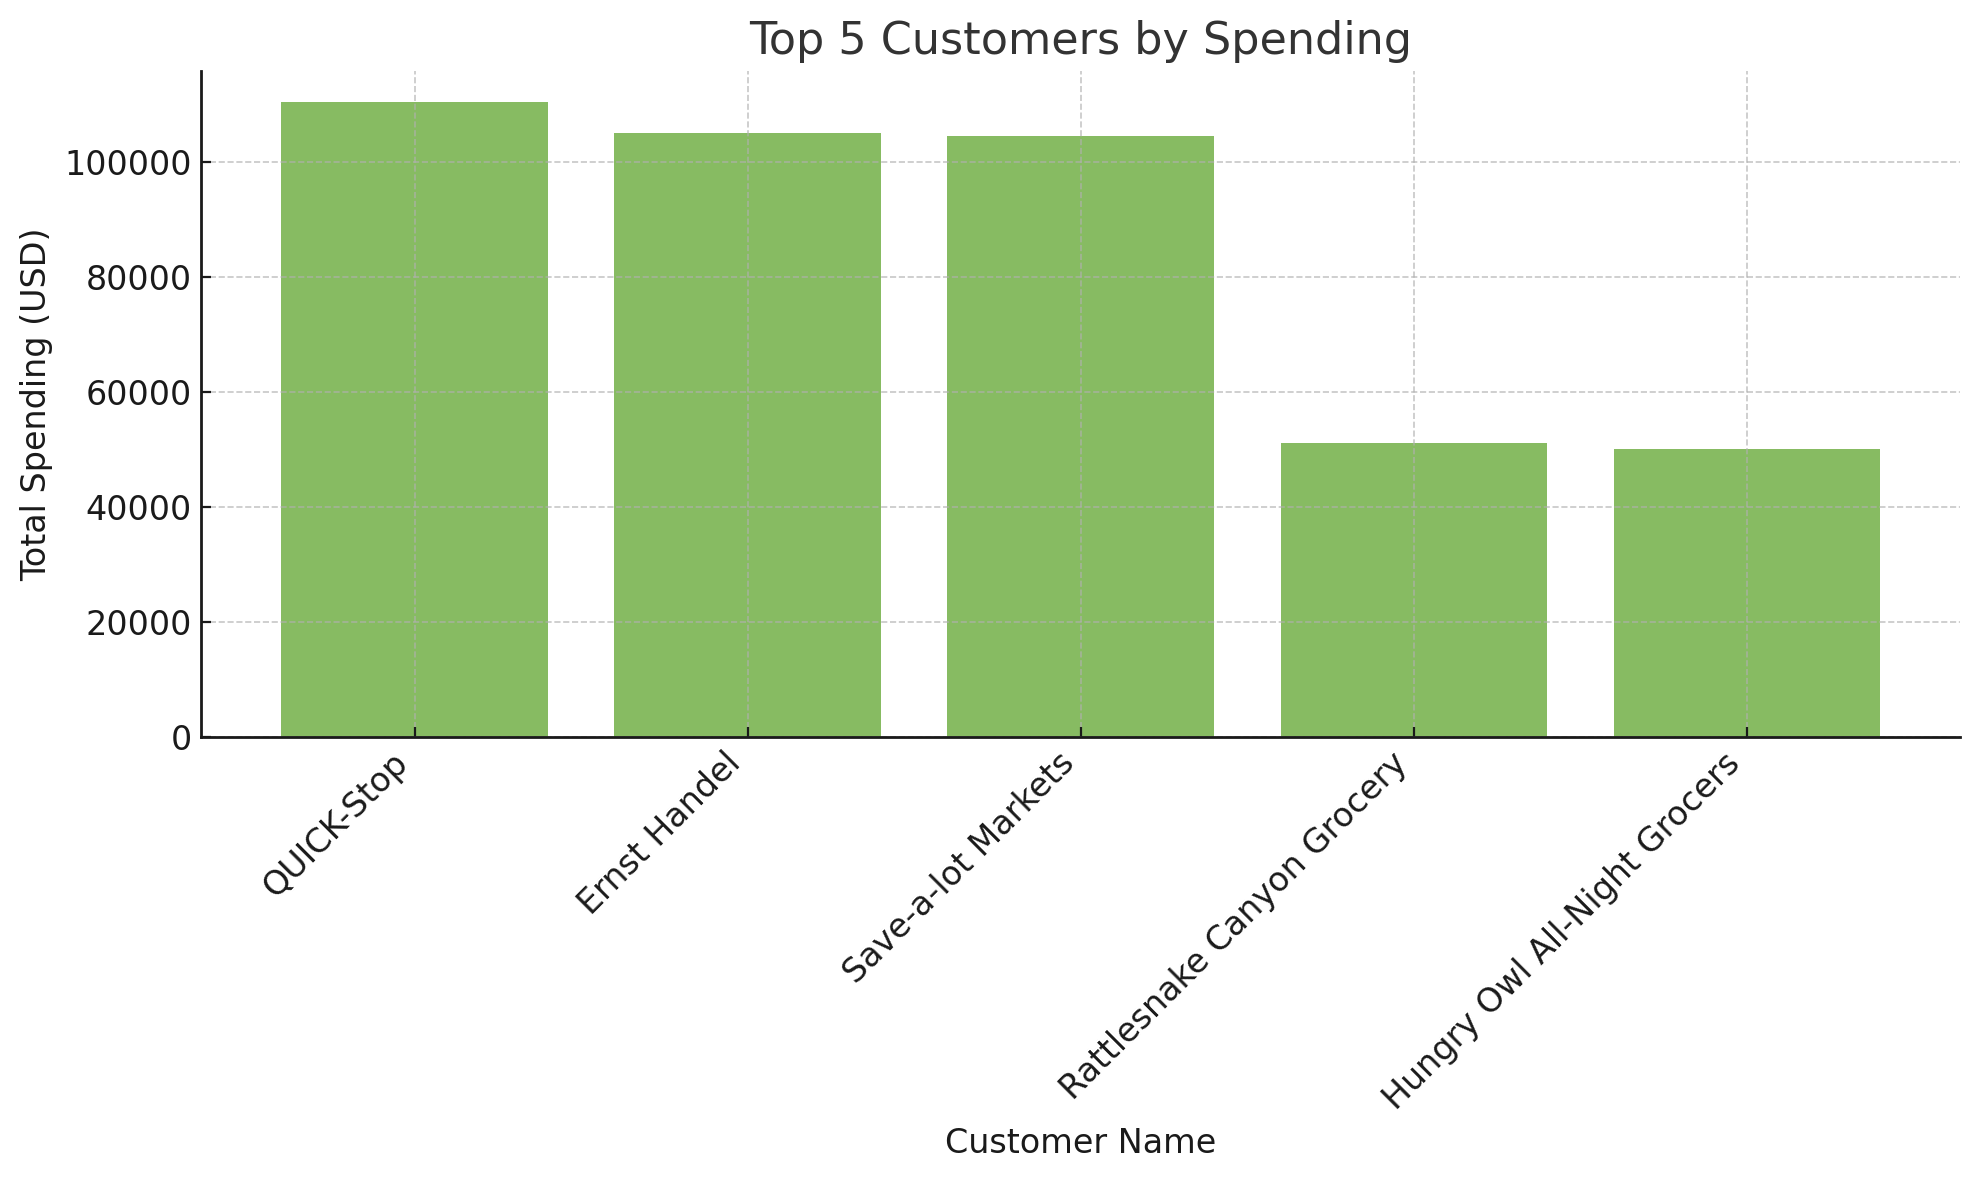 Top 5 Customers by Spending
Total Spending (USD)
100000
80000
60000
40000
20000
0
QUICK-Stop
Ernst Handel
Save-a-lot Markets
Rattlesnake Canyon Grocery
Hungry Owl All-Night Grocers
Customer Name